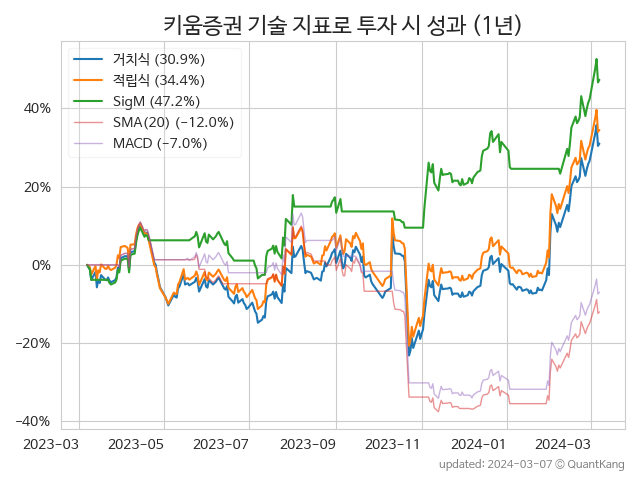 키움증권 기술 지표로 투자 시 성과 (1년)
거치식 (30.9%)
적립식 (34.4%)
SigM (47.2%)
SMA(20) (−12.0%)
MACD (−7.0%)
40%
20%
0%
−20%
−40%
2023-03 2023-05 2023-07 2023-09 2023-11 2024-01 2024-03
updated: 2024-03-07 © QuantKang